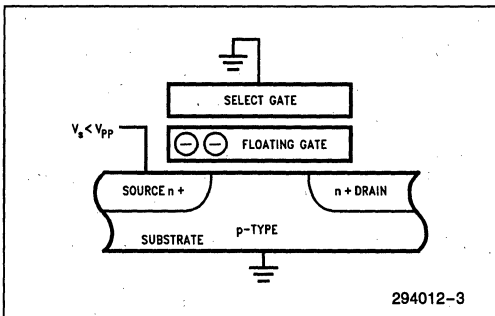 SELECT GATE
Vs < VPP
− − FLOATING GATE
SOURCE n+
n+ DRAIN
p-TYPE
SUBSTRATE
294012-3